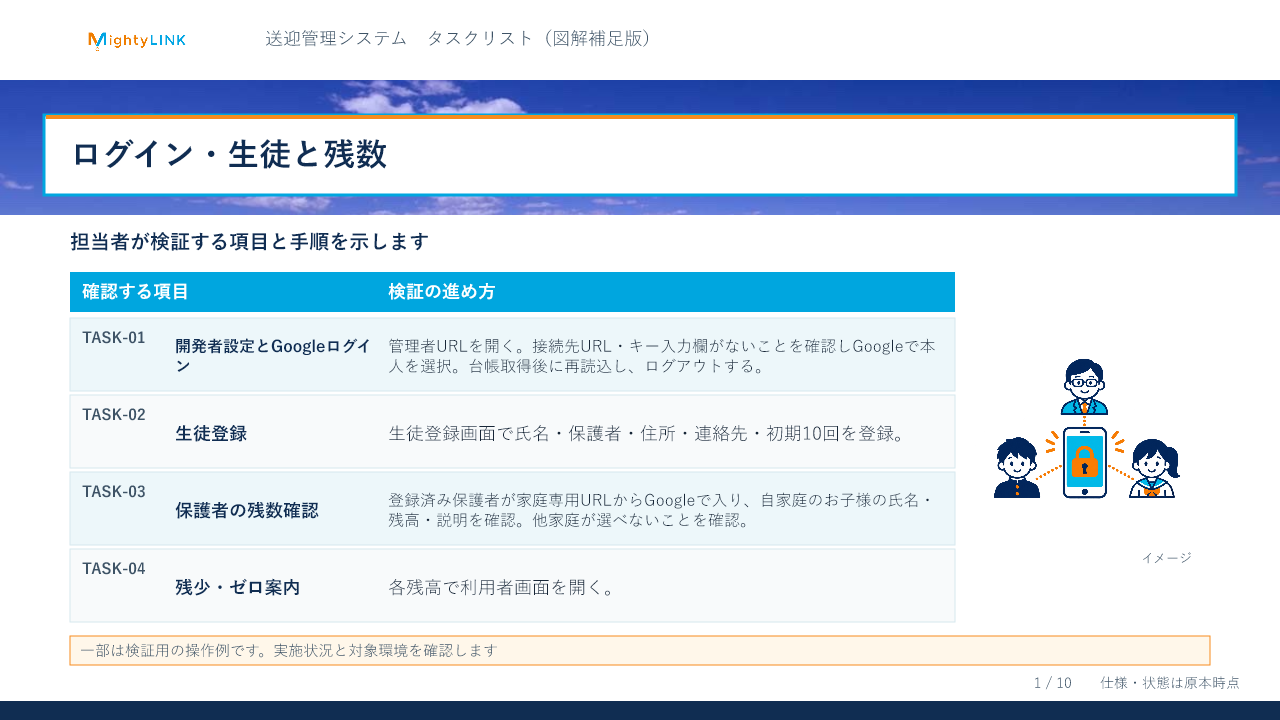 MightyLINK
送迎管理システム　タスクリスト（図解補足版）
ログイン・生徒と残数
担当者が検証する項目と手順を示します
確認する項目 検証の進め方
TASK-01
開発者設定とGoogleログイ
ン
管理者URLを開く。接続先URL・キー入力欄がないことを確認しGoogleで本
人を選択。台帳取得後に再読込し、ログアウトする。
TASK-02
生徒登録
生徒登録画面で氏名・保護者・住所・連絡先・初期10回を登録。
TASK-03
保護者の残数確認
登録済み保護者が家庭専用URLからGoogleで入り、自家庭のお子様の氏名・
残高・説明を確認。他家庭が選べないことを確認。
TASK-04
残少・ゼロ案内
各残高で利用者画面を開く。
イメージ
一部は検証用の操作例です。実施状況と対象環境を確認します
1 / 10 仕様・状態は原本時点